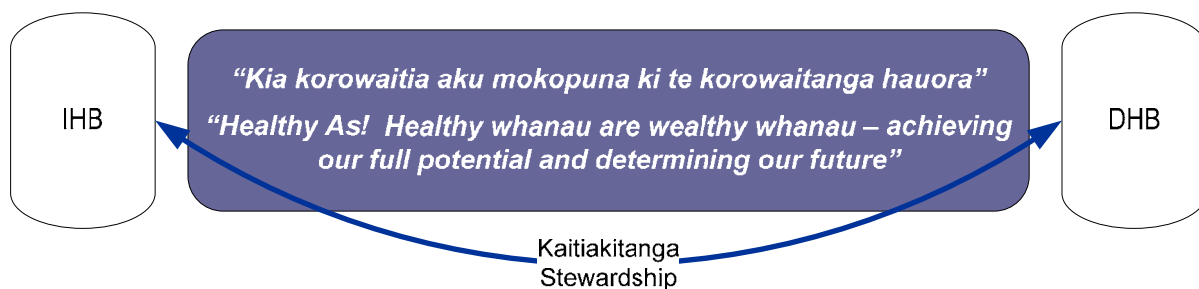 IHB
“Kia korowaitia aku mokopuna ki te korowaitanga hauora”
“Healthy As!  Healthy whanau are wealthy whanau – achieving
our full potential and determining our future”
DHB
Kaitiakitanga
Stewardship